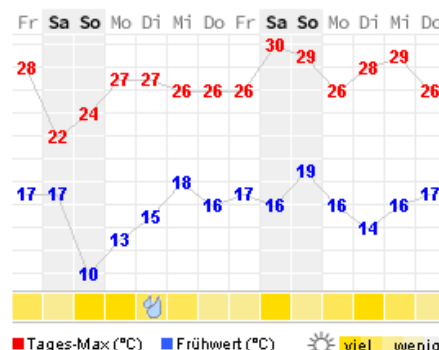 Fr Sa So Mo Di Mi Do Fr Sa So Mo Di Mi Do
28 22 24 27 27 26 26 26 30 29 26 28 29 26
17 17 10 13 15 18 16 17 16 19 16 14 16 17
Tages-Max (°C) Frühwert (°C) viel wenig